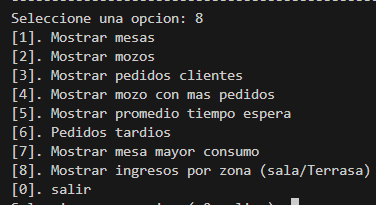 Seleccione una opcion: 8
[1]. Mostrar mesas
[2]. Mostrar mozos
[3]. Mostrar pedidos clientes
[4]. Mostrar mozo con mas pedidos
[5]. Mostrar promedio tiempo espera
[6]. Pedidos tardios
[7]. Mostrar mesa mayor consumo
[8]. Mostrar ingresos por zona (sala/Terrasa)
[0]. salir